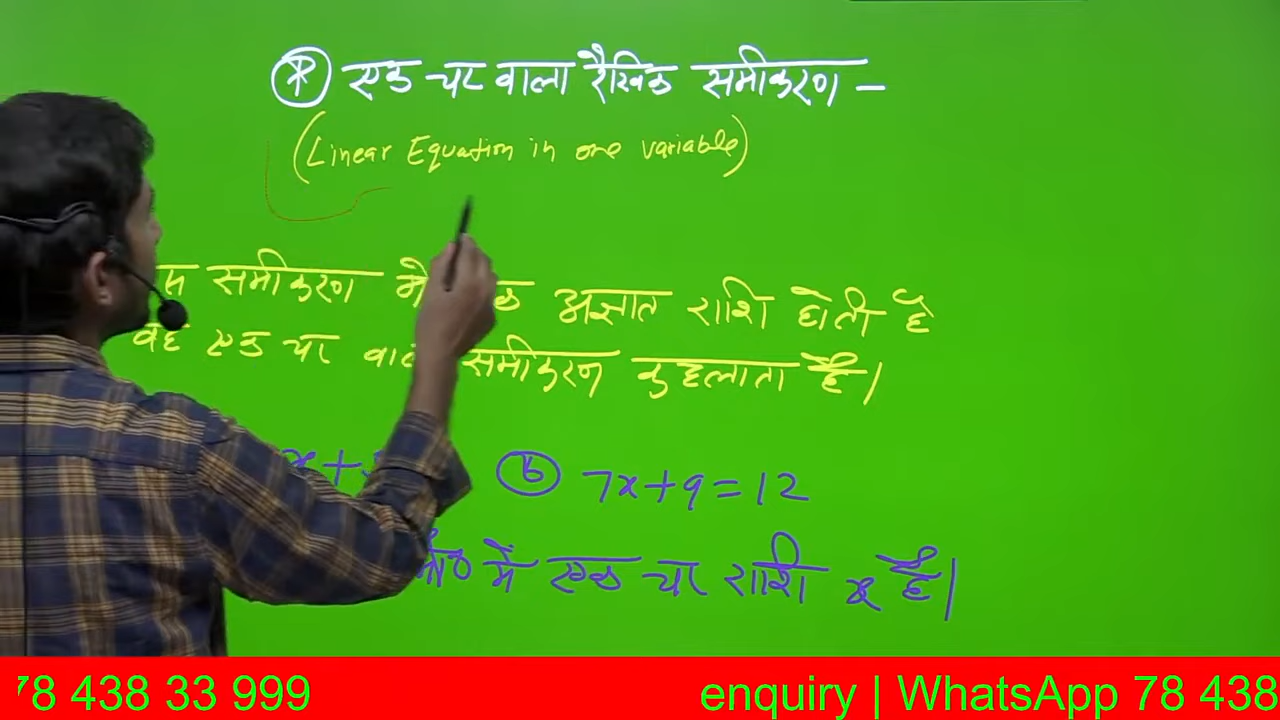 * एक चर वाला रैखिक समीकरण –
(Linear Equation in one variable)
समीकरण में अज्ञात राशि होती है
वह एक चर वाले समीकरण कहलाता है।
x+ b 7x+9=12
में एक चर राशि x है।
78 438 33 999 enquiry | WhatsApp 78 438